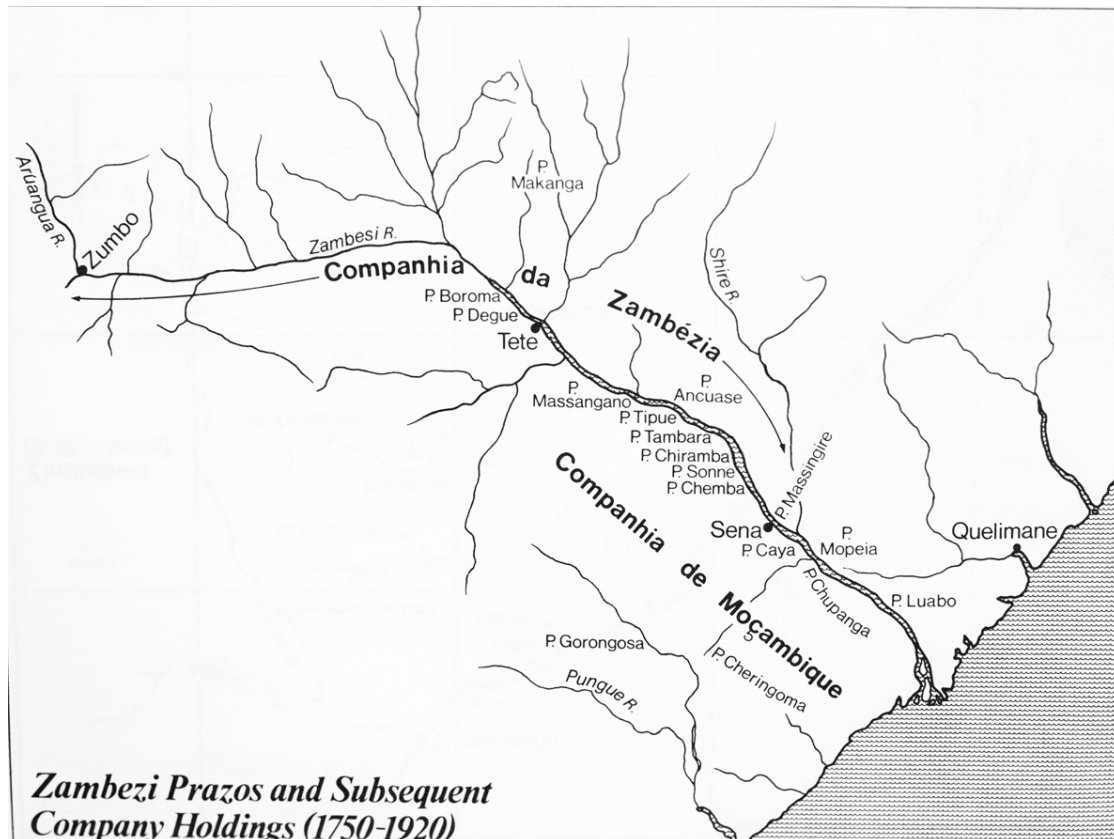 P.
Makanga
Aruangua R.
Zumbo
Zambesi R.
Companhia
da
Zambézia
Shire R.
P. Boroma
P. Degue
Tete
P.
Massangano
P.
Ancuase
P. Tipue
P. Tambara
P. Chiramba
P. Sonne
P. Chemba
P. Massingire
Sena
P. Caya
P.
Mopeia
Quelimane
P. Chupanga
P. Luabo
Companhia
de
Moçambique
5
P. Gorongosa
P. Cheringoma
Pungue R.
Zambezi Prazos and Subsequent
Company Holdings (1750-1920)